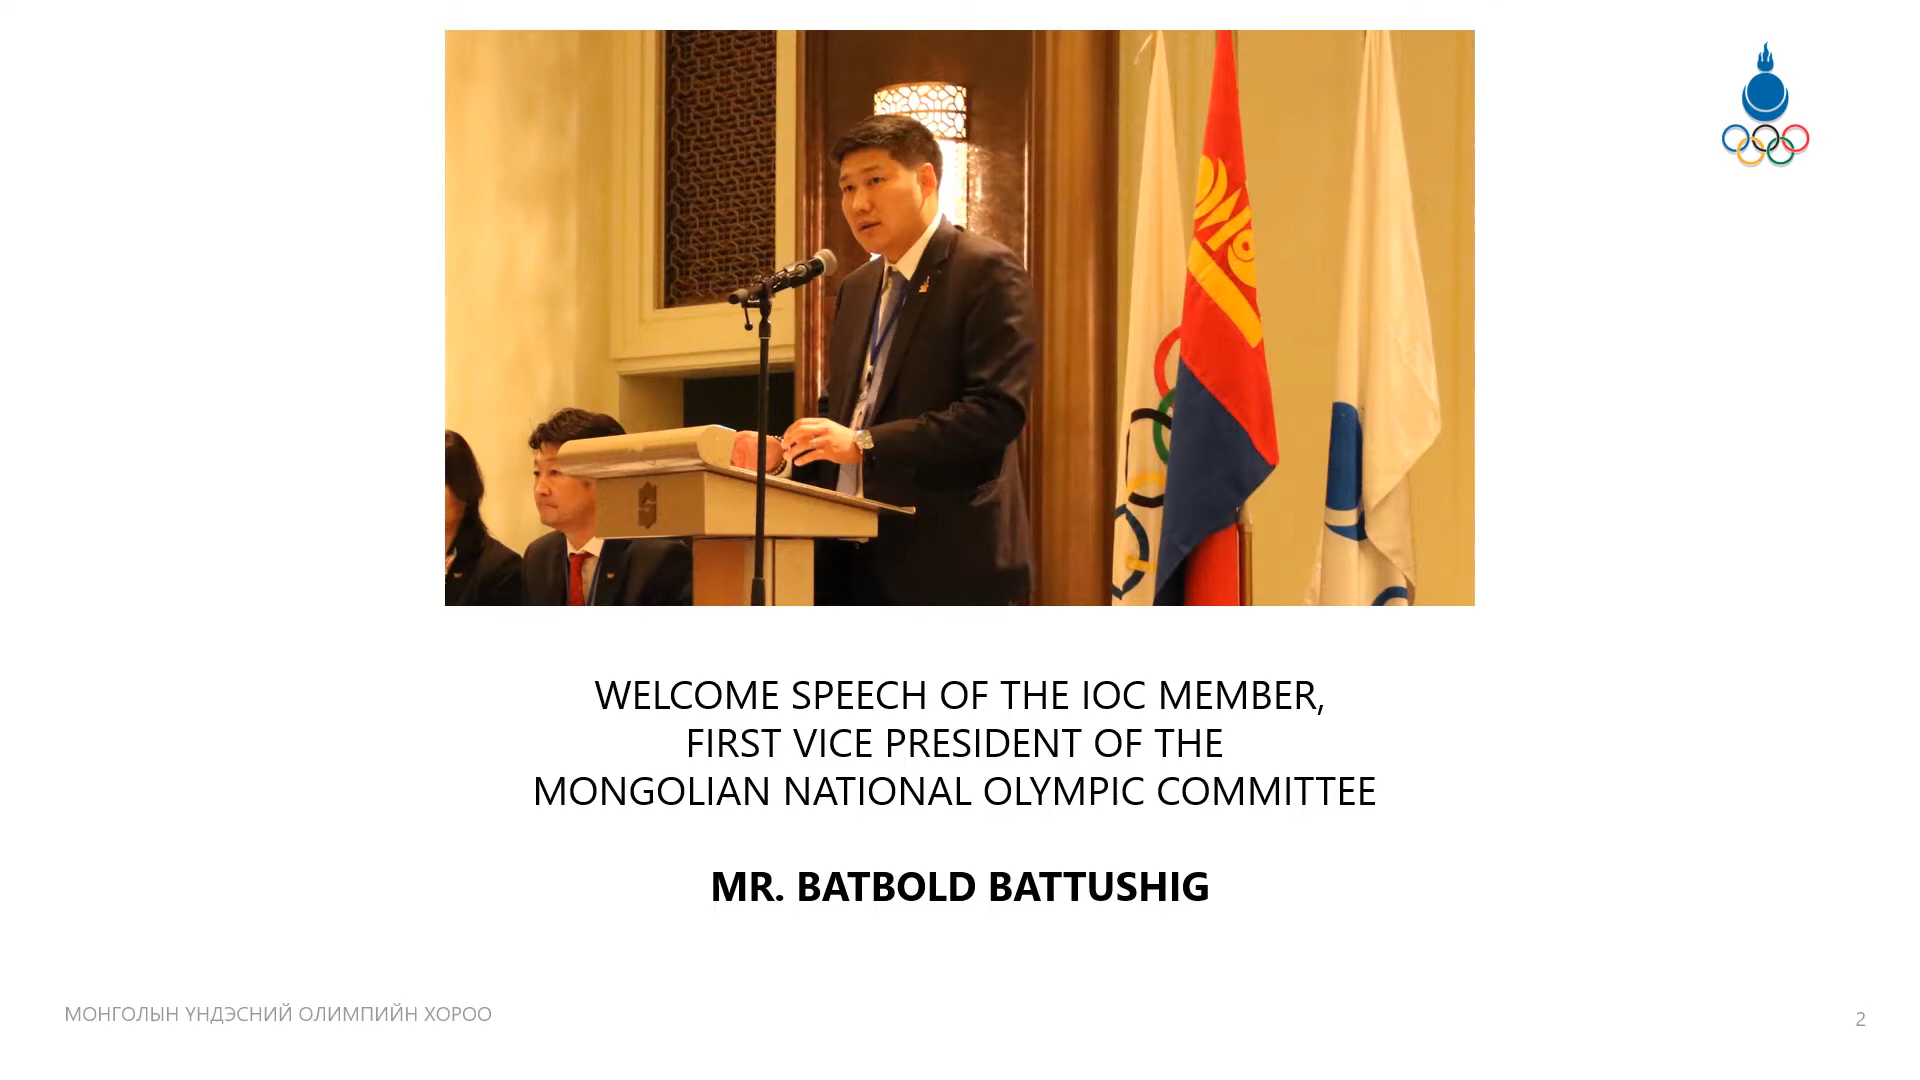 WELCOME SPEECH OF THE IOC MEMBER,
FIRST VICE PRESIDENT OF THE
MONGOLIAN NATIONAL OLYMPIC COMMITTEE
MR. BATBOLD BATTUSHIG
МОНГОЛЫН ҮНДЭСНИЙ ОЛИМПИЙН ХОРОО
2